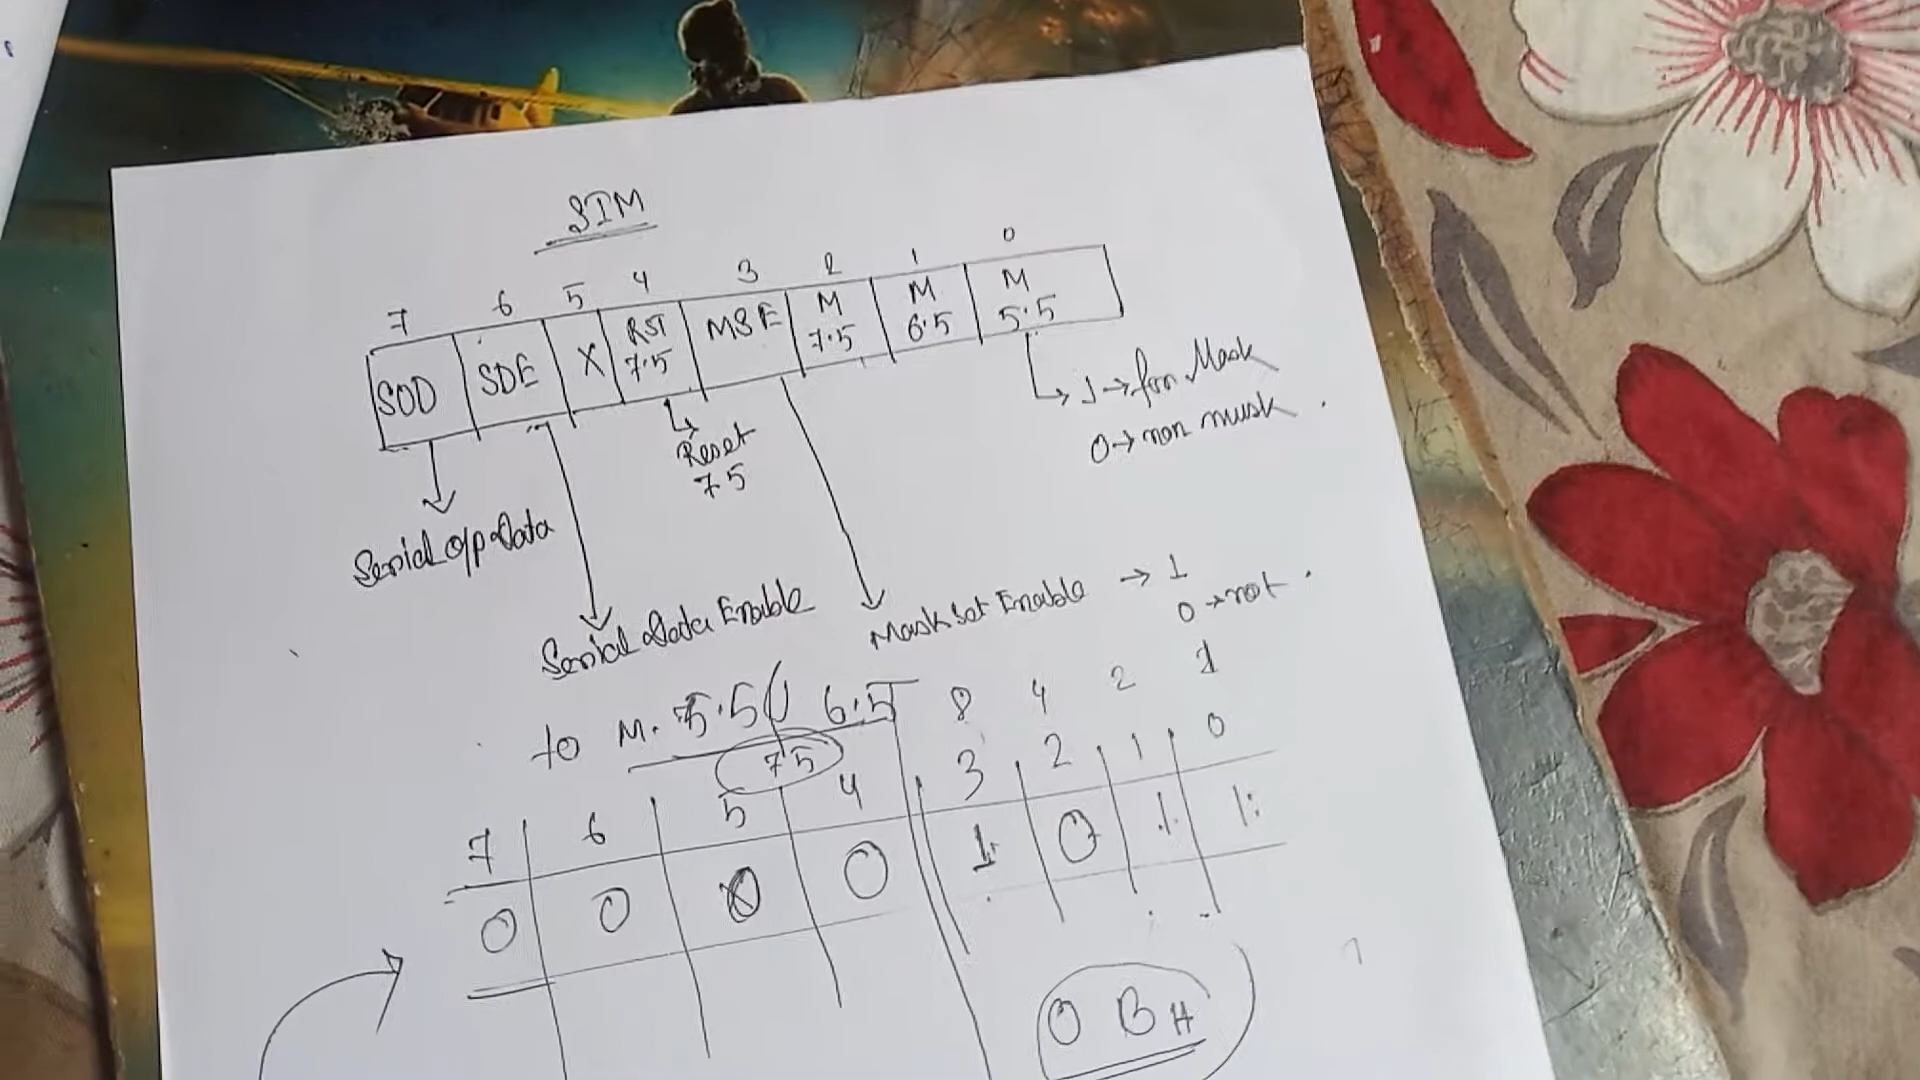 SIM
7 6 5 4 3 2 1 0
SOD SDE X RST 7.5 MSE M 7.5 M 6.5 M 5.5
1 → for Mask
0 → non musk.
Reset
7.5
Serial o/p Data
Serial Data Enable
Mask Set Enable → 1
0 → not.
to M. 5.5 6.5
7 5
8 4 2 1
7 6 5 4 3 2 1 0
0 0 0 0 1 0 1 1
0 B H